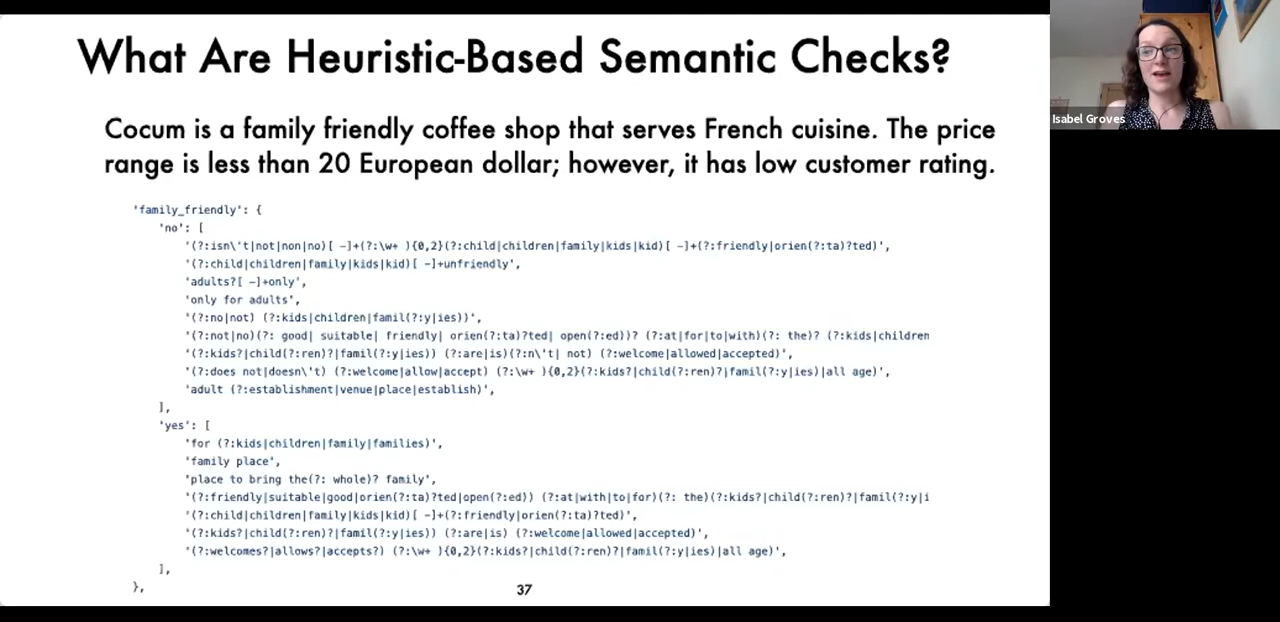 What Are Heuristic-Based Semantic Checks?
Cocum is a family friendly coffee shop that serves French cuisine. The price
range is less than 20 European dollar; however, it has low customer rating.
'family_friendly': {
'no': [
'(?:isn\'t|not|non|no)[ -]+(?:\w+ ){0,2}(?:child|children|family|kids|kid)[ -]+(?:friendly|orien(?:ta)?ted)',
'(?:child|children|family|kids|kid)[ -]+unfriendly',
'adults?[ -]+only',
'only for adults',
'(?:no|not) (?:kids|children|famil(?:y|ies))',
'(?:not|no)(?: good| suitable| friendly| orien(?:ta)?ted| open(?:ed))? (?:at|for|to|with)(?: the)? (?:kids|children
'(?:kids?|child(?:ren)?|famil(?:y|ies)) (?:are|is)(?:n\'t| not) (?:welcome|allowed|accepted)',
'(?:does not|doesn\'t) (?:welcome|allow|accept) (?:\w+ ){0,2}(?:kids?|child(?:ren)?|famil(?:y|ies)|all age)',
'adult (?:establishment|venue|place|establish)',
],
'yes': [
'for (?:kids|children|family|families)',
'family place',
'place to bring the(?: whole)? family',
'(?:friendly|suitable|good|orien(?:ta)?ted|open(?:ed)) (?:at|with|to|for)(?: the)(?:kids?|child(?:ren)?|famil(?:y|i
'(?:child|children|family|kids|kid)[ -]+(?:friendly|orien(?:ta)?ted)',
'(?:kids?|child(?:ren)?|famil(?:y|ies)) (?:are|is) (?:welcome|allowed|accepted)',
'(?:welcomes?|allows?|accepts?) (?:\w+ ){0,2}(?:kids?|child(?:ren)?|famil(?:y|ies)|all age)',
],
},
37
Isabel Groves